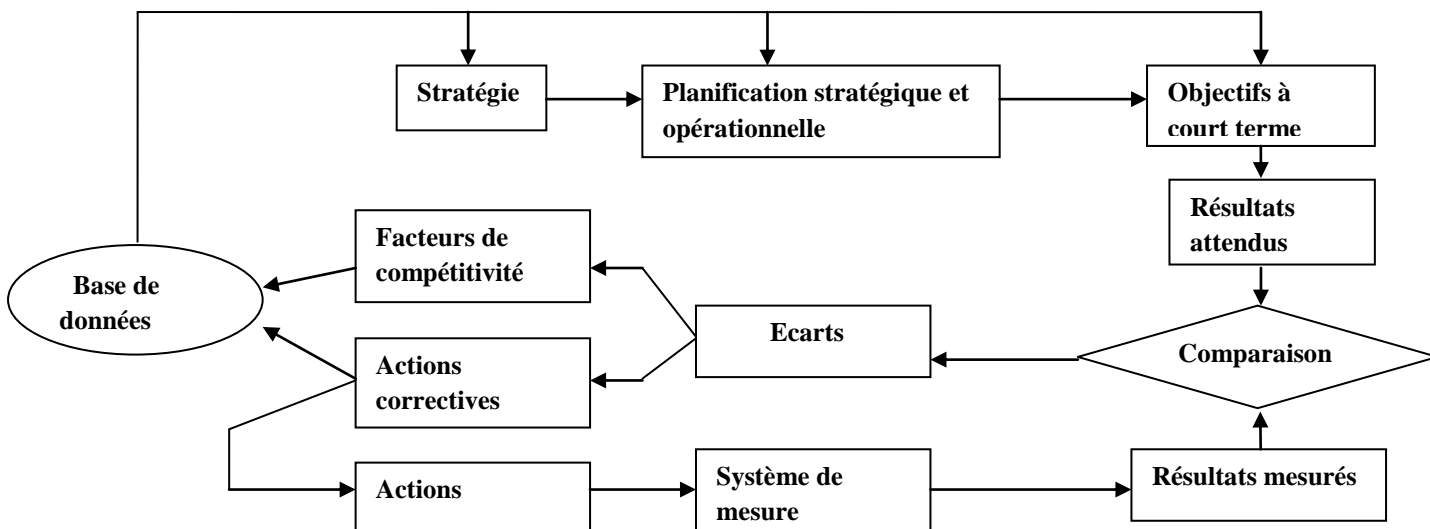 Stratégie
Planification stratégique et
opérationnelle
Objectifs à
court terme
Résultats
attendus
Facteurs de
compétitivité
Base de
données
Ecarts
Comparaison
Actions
correctives
Actions
Système de
mesure
Résultats mesurés